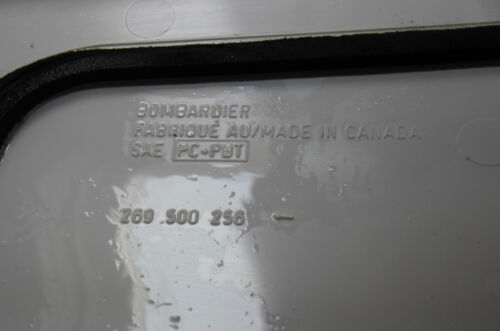 BOMBARDIER
FABRIQUÉ AU/MADE IN CANADA
SAE PC+PBT
269 500 256